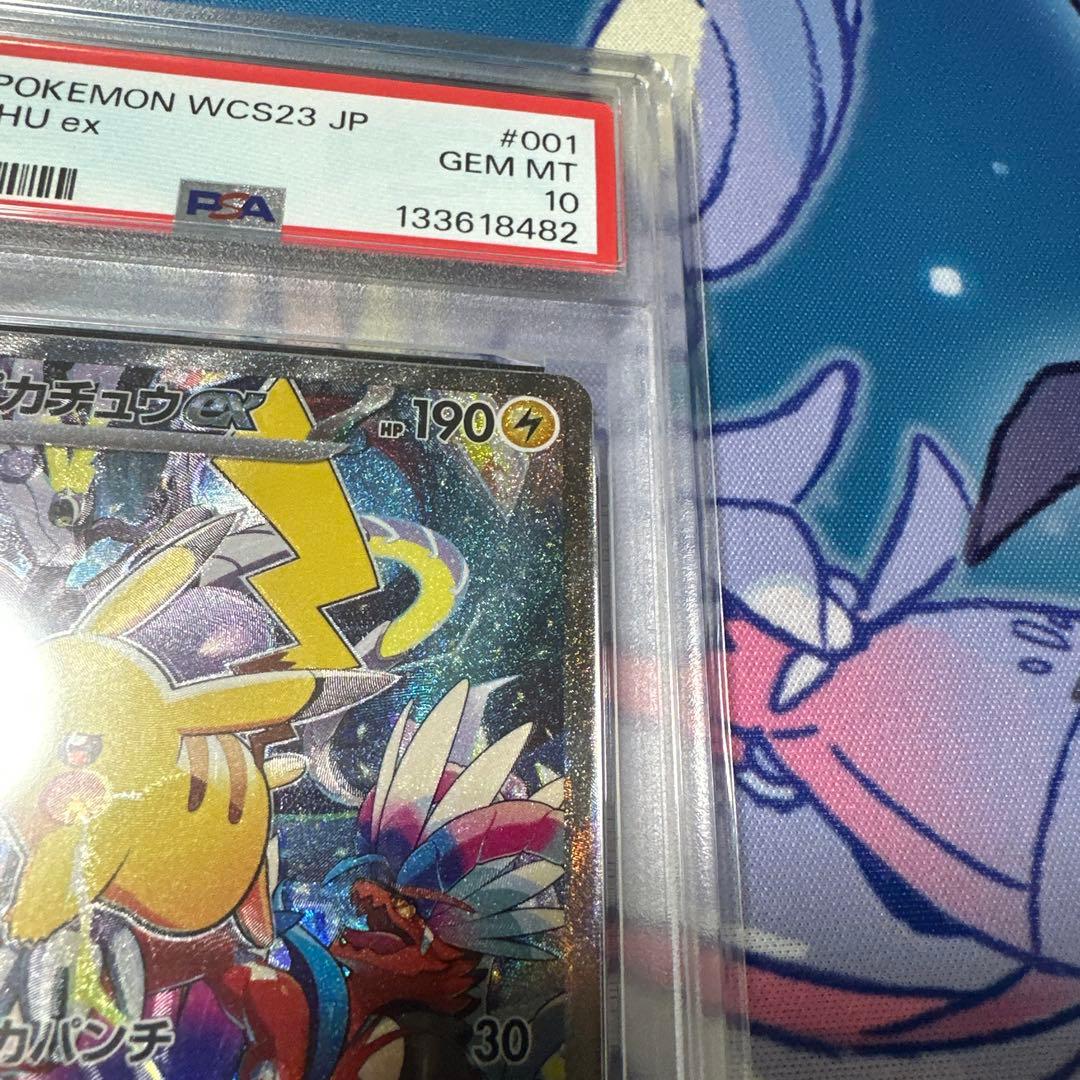 POKEMON WCS23 JP #001
HU ex GEM MT
10
PSA 133618482
カチュウex HP 190
カパンチ 30